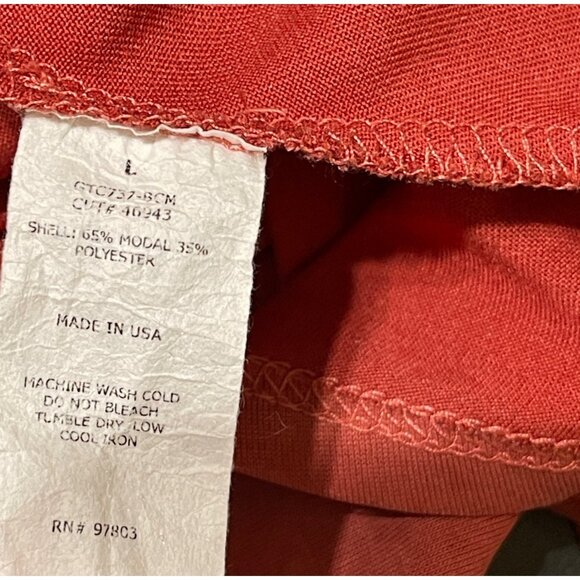 L
GTC737-BCM
CUT# 46943
SHELL: 65% MODAL 35%
POLYESTER
MADE IN USA
MACHINE WASH COLD
DO NOT BLEACH
TUMBLE DRY LOW
COOL IRON
RN# 97803